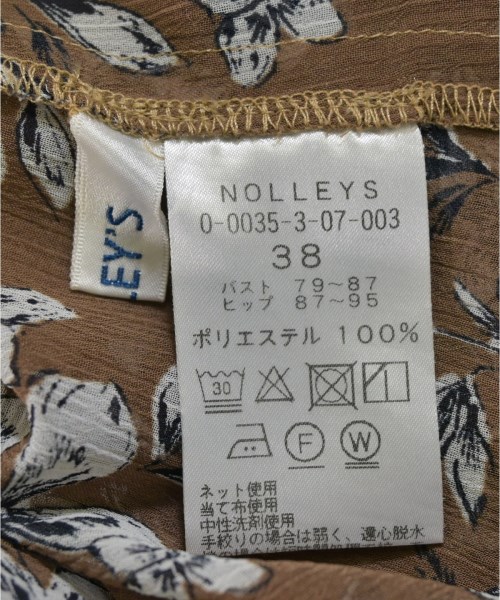 LEY'S
NOLLEYS
0-0035-3-07-003
38
バスト 79～87
ヒップ 87～95
ポリエステル 100%
30
F W
ネット使用
当て布使用
中性洗剤使用
手絞りの場合は弱く、遠心脱水